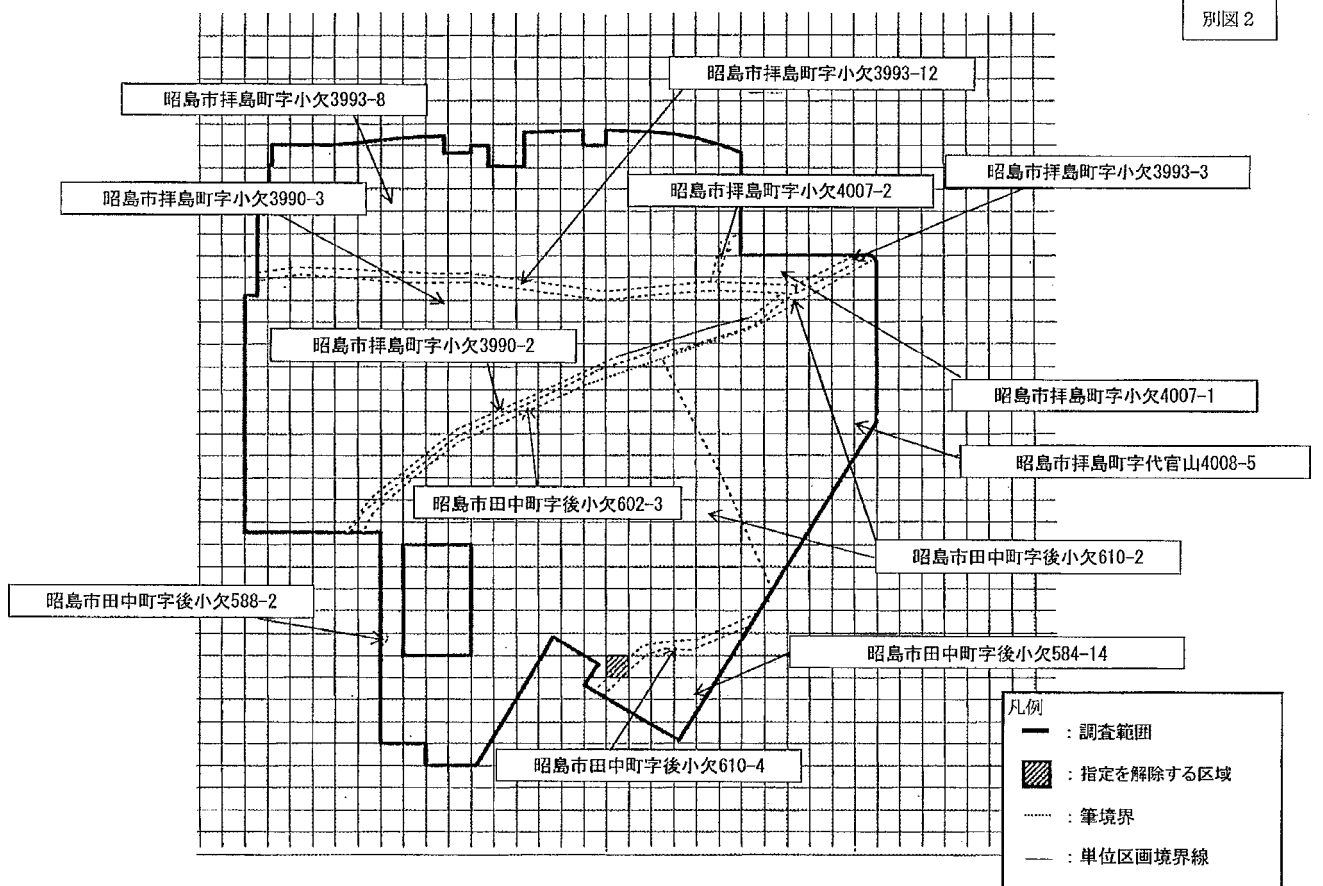 別図2
昭島市拝島町字小欠3993-12
昭島市拝島町字小欠3993-8
昭島市拝島町字小欠3993-3
昭島市拝島町字小欠4007-2
昭島市拝島町字小欠3990-3
昭島市拝島町字小欠3990-2
昭島市拝島町字小欠4007-1
昭島市拝島町字代官山4008-5
昭島市田中町字後小欠602-3
昭島市田中町字後小欠610-2
昭島市田中町字後小欠588-2
昭島市田中町字後小欠584-14
昭島市田中町字後小欠610-4
凡例
:調査範囲
:指定を解除する区域
:筆境界
:単位区画境界線